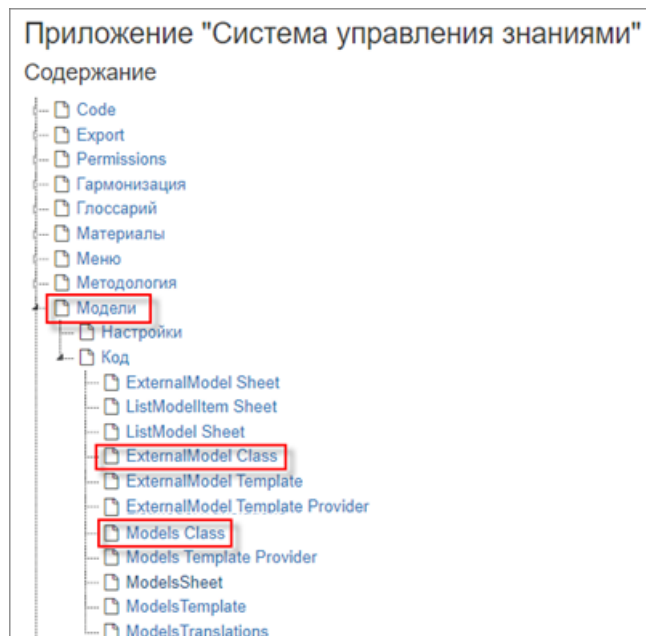 Приложение "Система управления знаниями"
Содержание
Code
Export
Permissions
Гармонизация
Глоссарий
Материалы
Меню
Методология
Модели
Настройки
Код
ExternalModel Sheet
ListModelItem Sheet
ListModel Sheet
ExternalModel Class
ExternalModel Template
ExternalModel Template Provider
Models Class
Models Template Provider
ModelsSheet
ModelsTemplate
ModelsTranslations